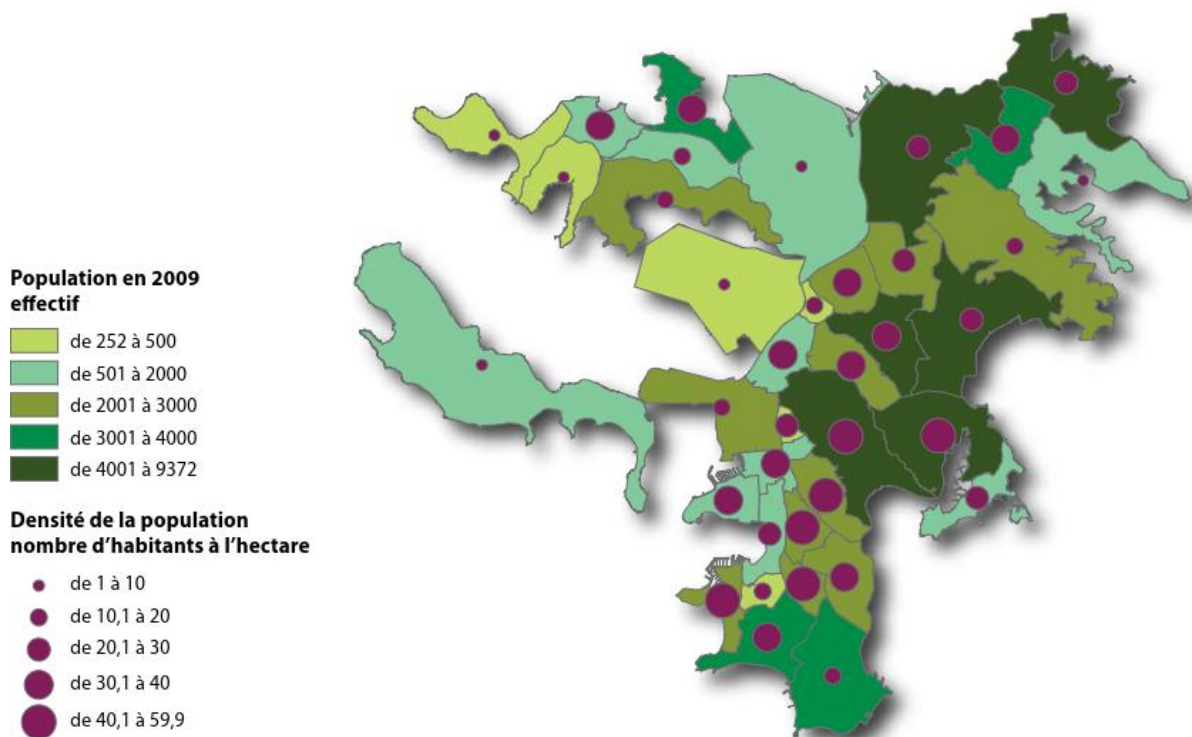 Population en 2009
effectif
de 252 à 500
de 501 à 2000
de 2001 à 3000
de 3001 à 4000
de 4001 à 9372
Densité de la population
nombre d'habitants à l'hectare
de 1 à 10
de 10,1 à 20
de 20,1 à 30
de 30,1 à 40
de 40,1 à 59,9